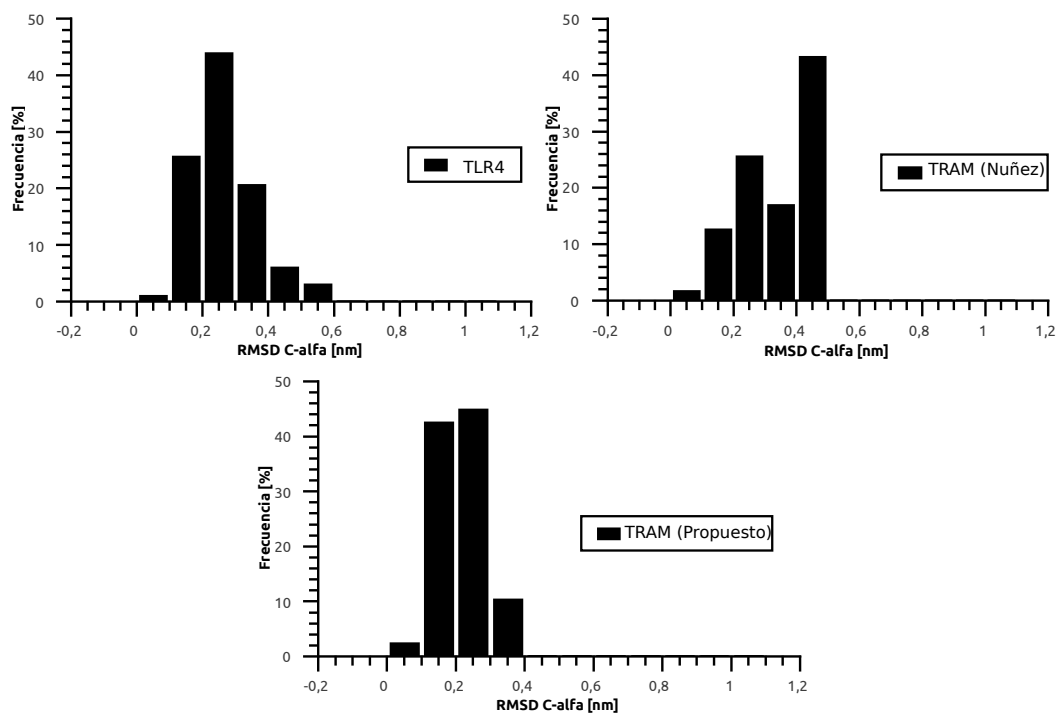 50
40
30
20
10
0
Frecuencia [%]
TLR4
-0,2 0 0,2 0,4 0,6 0,8 1 1,2
RMSD C-alfa [nm]
50
40
30
20
10
0
Frecuencia [%]
TRAM (Nuñez)
-0,2 0 0,2 0,4 0,6 0,8 1 1,2
RMSD C-alfa [nm]
50
40
30
20
10
0
Frecuencia [%]
TRAM (Propuesto)
-0,2 0 0,2 0,4 0,6 0,8 1 1,2
RMSD C-alfa [nm]